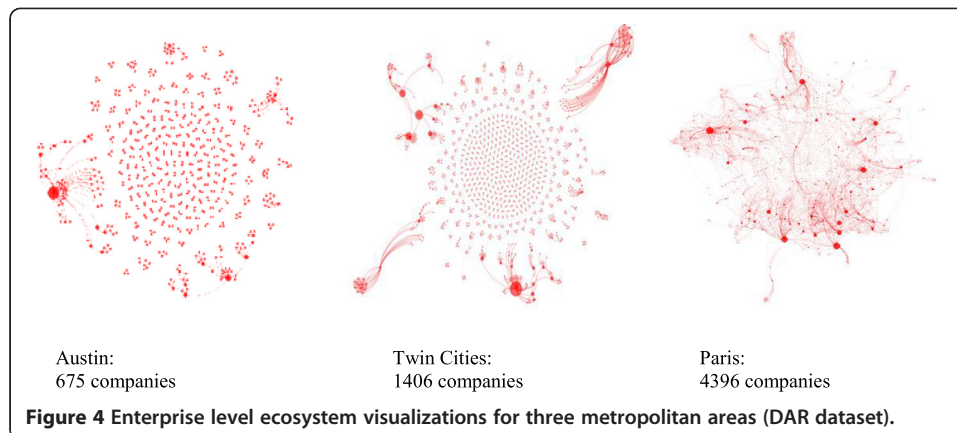 Austin:
675 companies
Twin Cities:
1406 companies
Paris:
4396 companies
Figure 4 Enterprise level ecosystem visualizations for three metropolitan areas (DAR dataset).